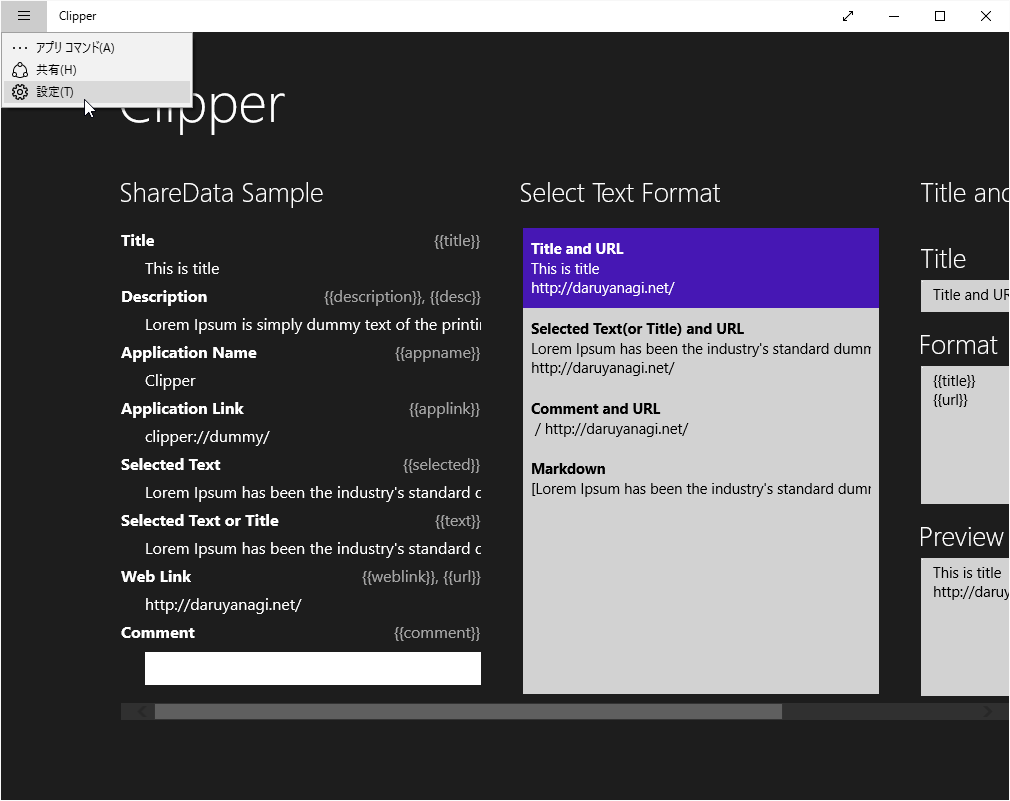 Clipper
アプリ コマンド(A)
共有(H)
設定(T)
Clipper
ShareData Sample
Title {{title}}
This is title
Description {{description}}, {{desc}}
Lorem Ipsum is simply dummy text of the printi
Application Name {{appname}}
Clipper
Application Link {{applink}}
clipper://dummy/
Selected Text {{selected}}
Lorem Ipsum has been the industry's standard d
Selected Text or Title {{text}}
Lorem Ipsum has been the industry's standard d
Web Link {{weblink}}, {{url}}
http://daruyanagi.net/
Comment {{comment}}
Select Text Format
Title and URL
This is title
http://daruyanagi.net/
Selected Text(or Title) and URL
Lorem Ipsum has been the industry's standard dumm
http://daruyanagi.net/
Comment and URL
/ http://daruyanagi.net/
Markdown
[Lorem Ipsum has been the industry's standard dumm
Title and
Title
Title and UR
Format
{{title}}
{{url}}
Preview
This is title
http://daruy